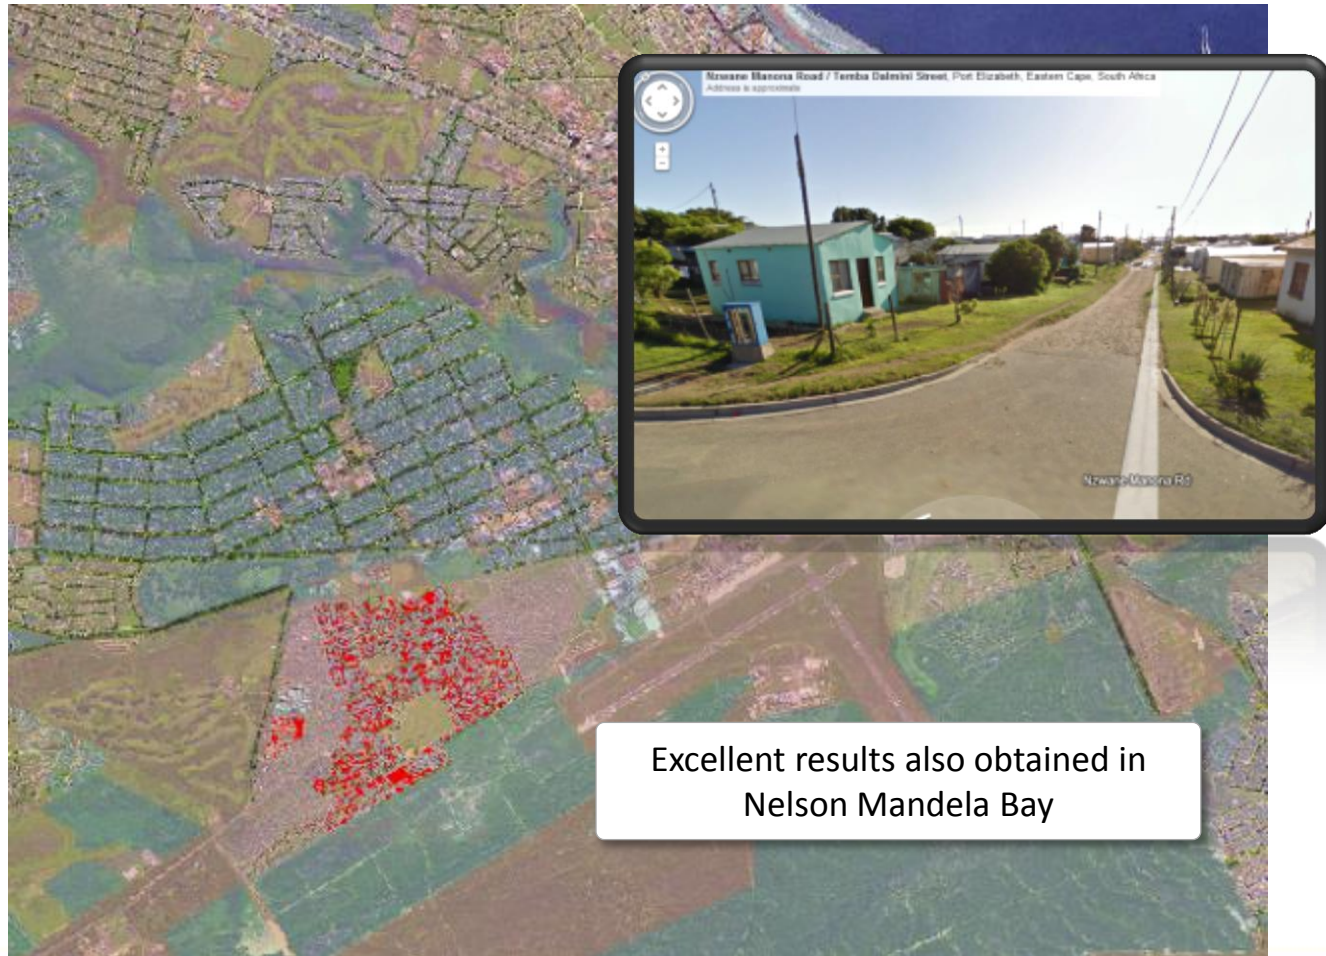 Nzwane Manona Road / Temba Dalmini Street, Port Elizabeth, Eastern Cape, South Africa
Address is approximate
Nzwane Manona Rd
Excellent results also obtained in
Nelson Mandela Bay